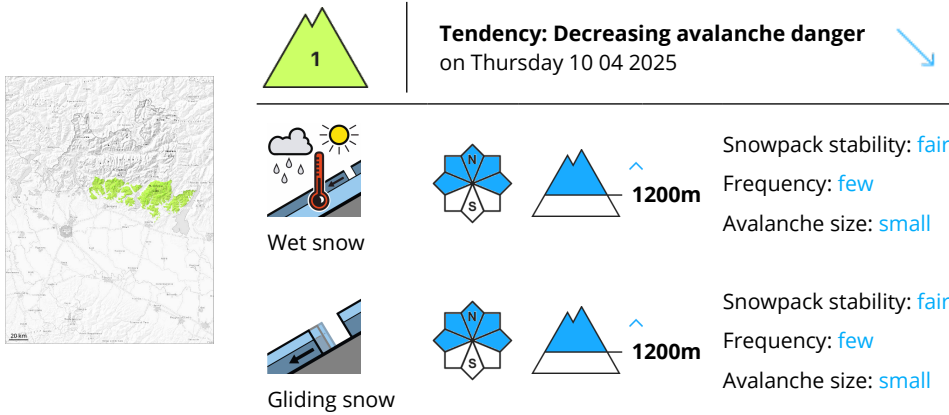 1
Tendency: Decreasing avalanche danger
on Thursday 10 04 2025
20 km
N
S
1200m
Snowpack stability: fair
Frequency: few
Avalanche size: small
Wet snow
N
S
1200m
Snowpack stability: fair
Frequency: few
Avalanche size: small
Gliding snow